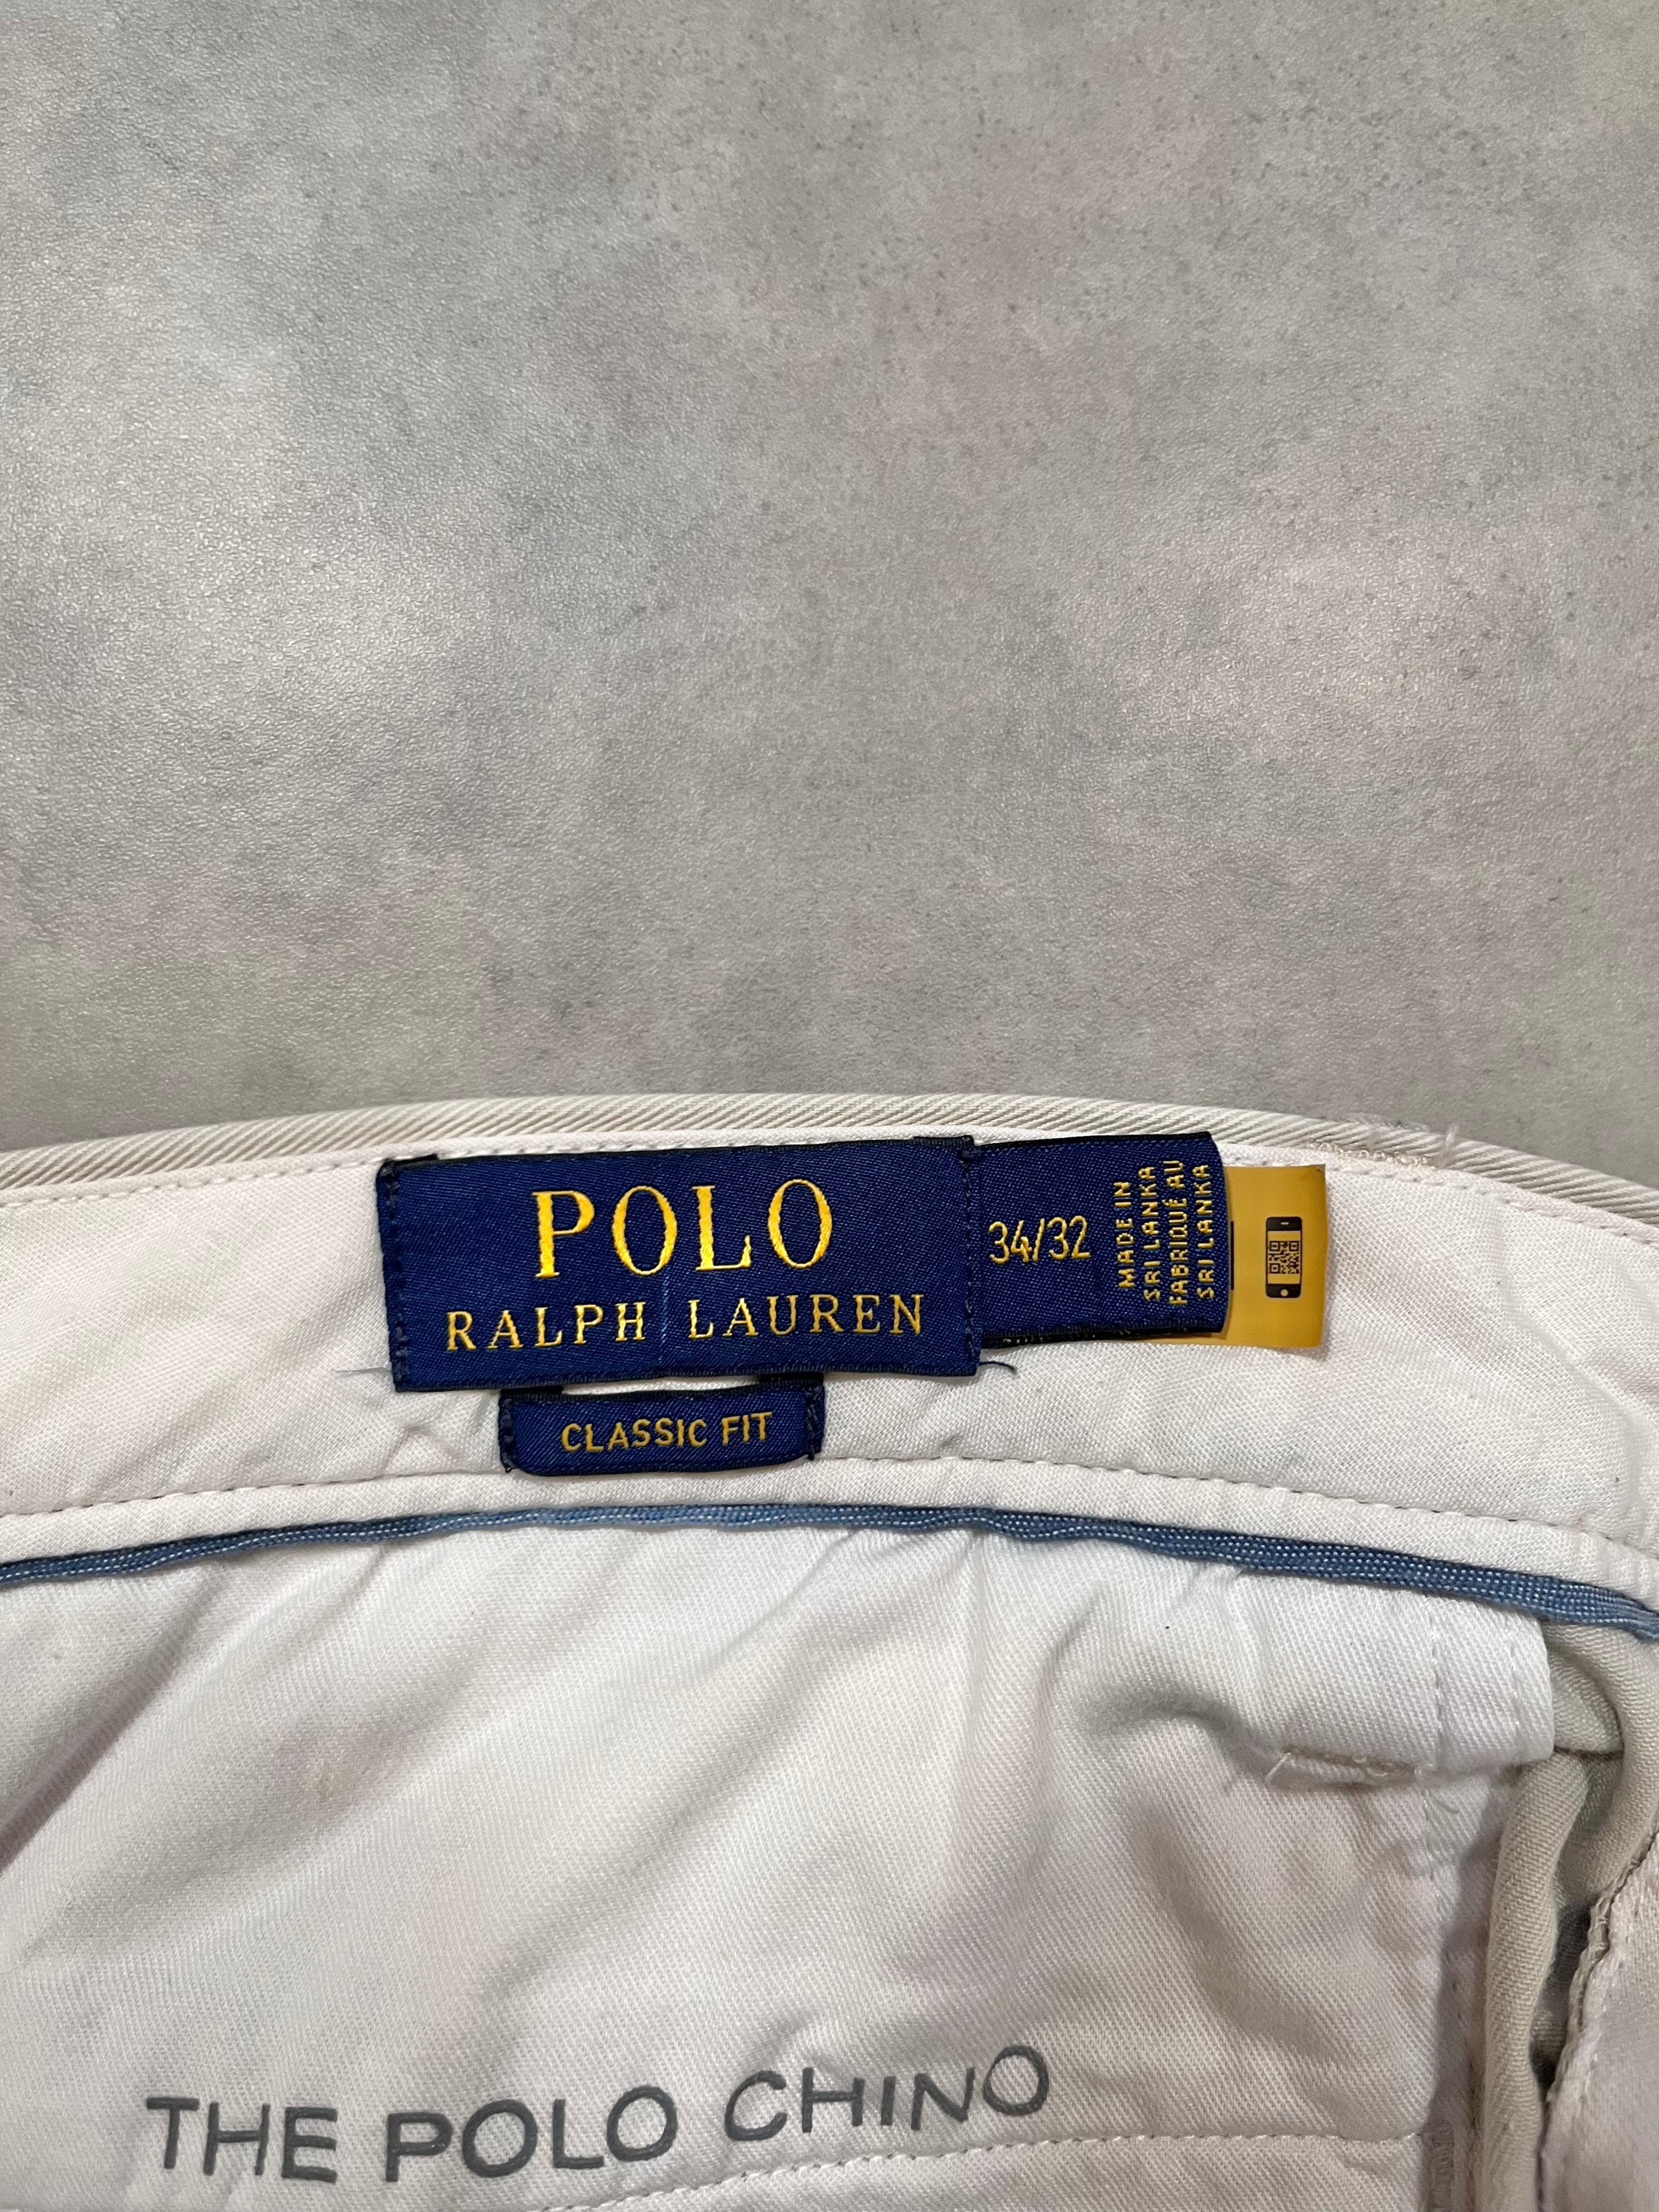 POLO
RALPH LAUREN
34/32
MADE IN
SRI LANKA
FABRIQUÉ AU
SRI LANKA
CLASSIC FIT
THE POLO CHINO